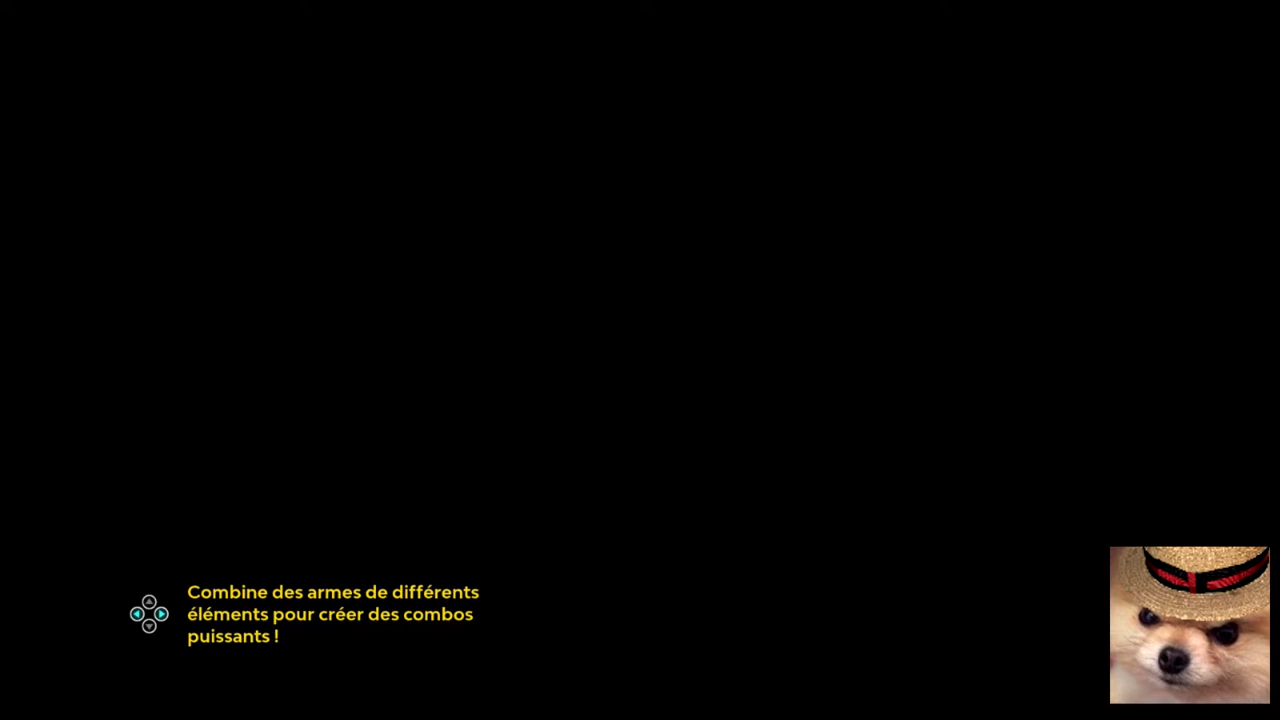 Combine des armes de différents
éléments pour créer des combos
puissants !